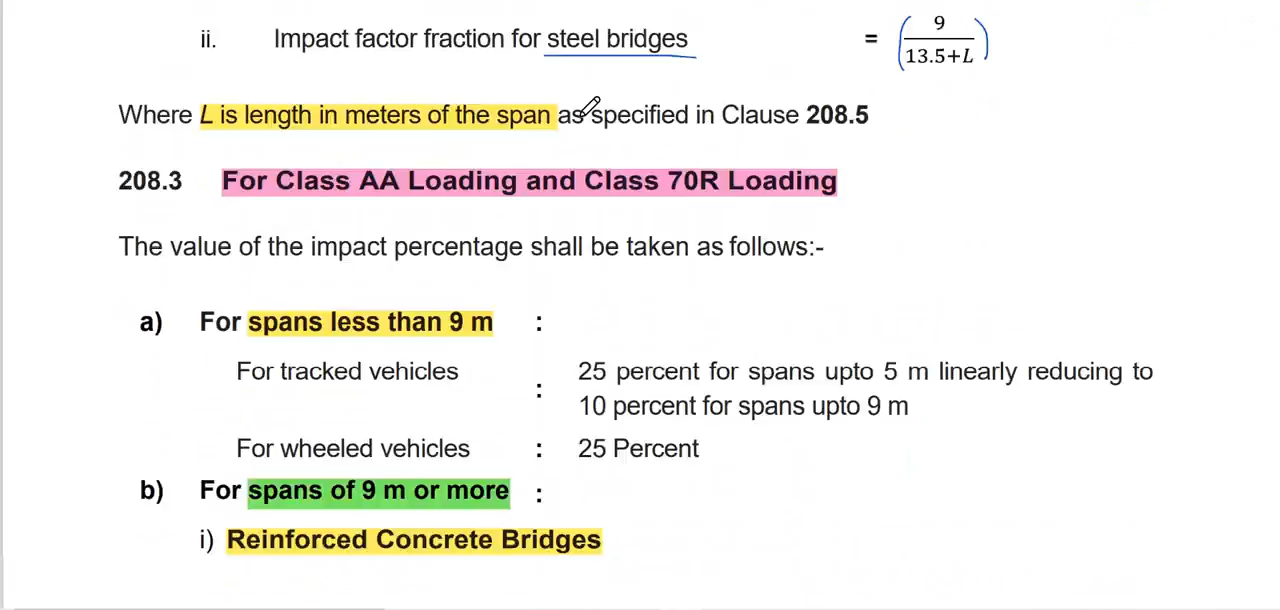 ii. Impact factor fraction for steel bridges = (9/13.5+L)
Where L is length in meters of the span as specified in Clause 208.5
208.3 For Class AA Loading and Class 70R Loading
The value of the impact percentage shall be taken as follows:-
a) For spans less than 9 m :
For tracked vehicles : 25 percent for spans upto 5 m linearly reducing to
10 percent for spans upto 9 m
For wheeled vehicles : 25 Percent
b) For spans of 9 m or more :
i) Reinforced Concrete Bridges